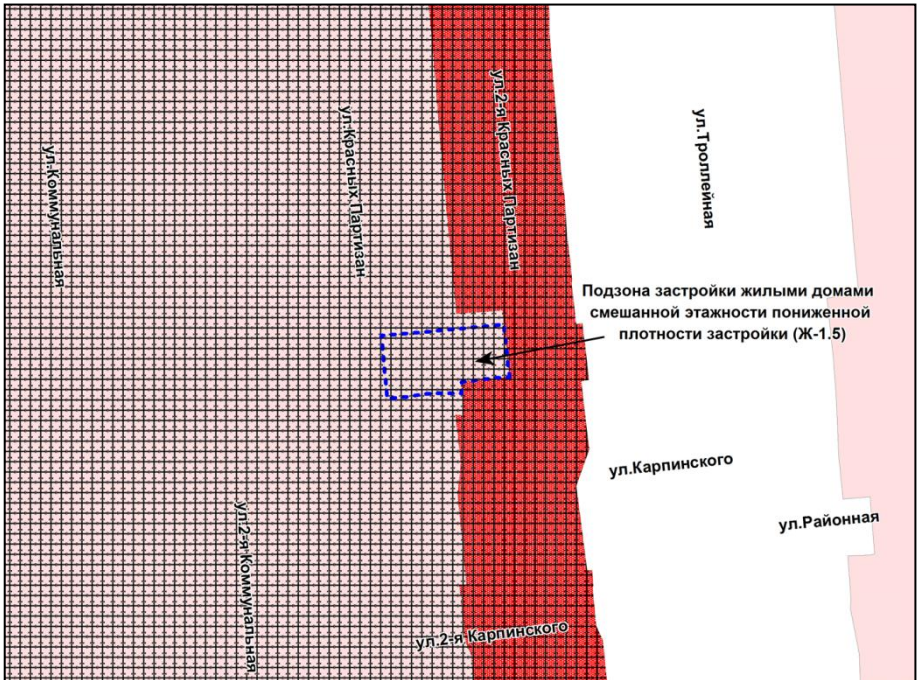 ул.2-я Красных Партизан
ул.Красных Партизан
ул.Троллейная
ул.Коммунальная
Подзона застройки жилыми домами
смешанной этажности пониженной
плотности застройки (Ж-1.5)
ул.Карпинского
ул.Районная
ул.2-я Коммунальная
ул.2-я Карпинского